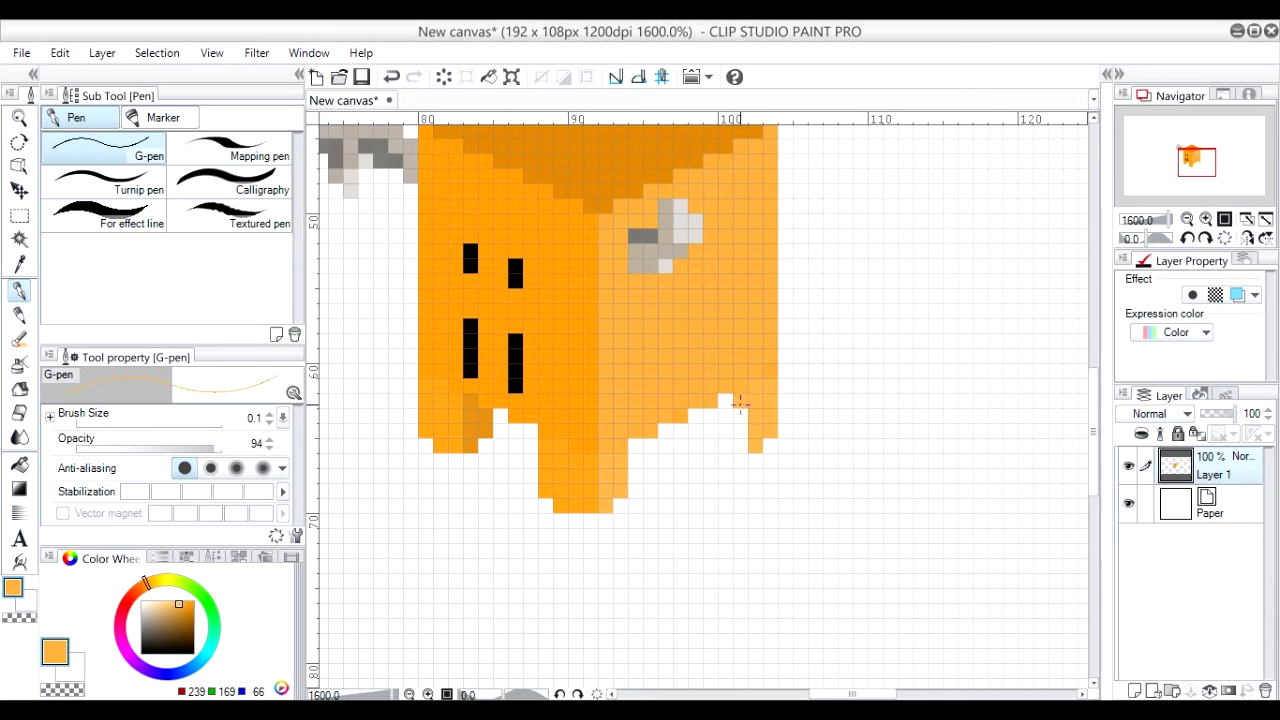 New canvas* (192 x 108px 1200dpi 1600.0%) - CLIP STUDIO PAINT PRO
File Edit Layer Selection View Filter Window Help
Sub Tool [Pen]
Pen Marker
G-pen Mapping pen
Turnip pen Calligraphy
For effect line Textured pen
Tool property [G-pen]
G-pen
Brush Size 0.1
Opacity 94
Anti-aliasing
Stabilization
Vector magnet
Color Whee
239 169 66
New canvas*
80 90 100 110 120
50
60
70
80
1600.0 0.0
Navigator
1600.0
0.0
Layer Property
Effect
Expression color
Color
Layer
Normal 100
100 % Nor...
Layer 1
Paper